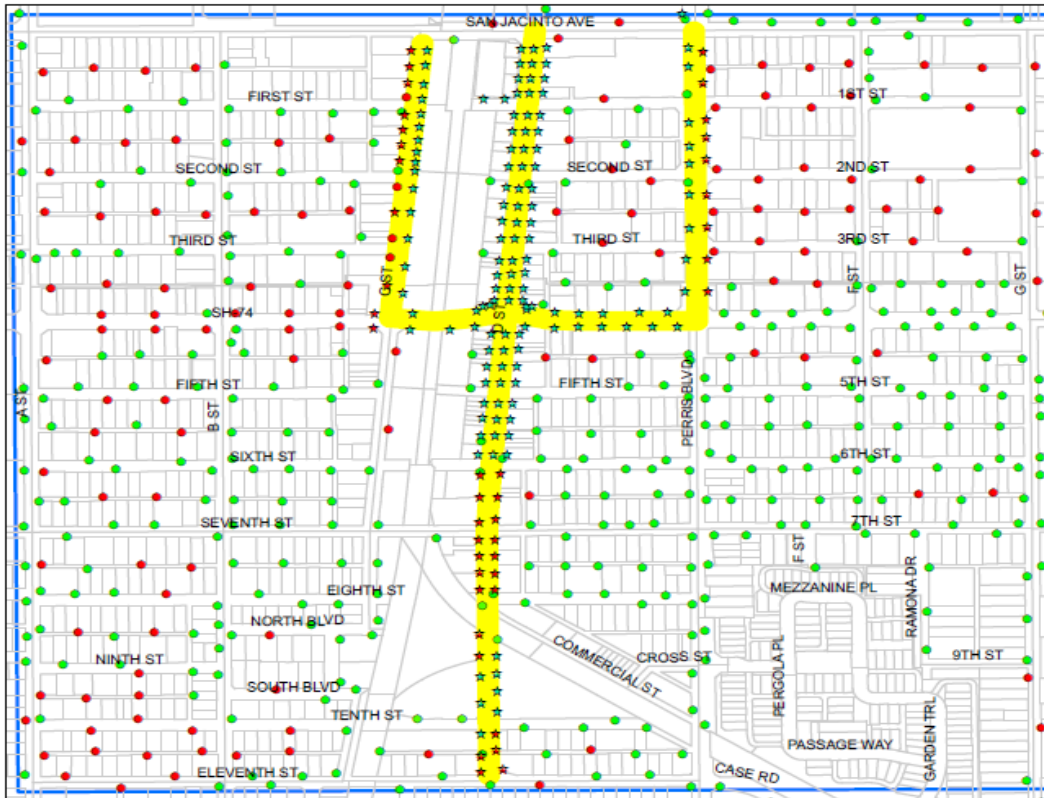 SAN JACINTO AVE
FIRST ST
1ST ST
SECOND ST
SECOND ST
2ND ST
THIRD ST
THIRD ST
3RD ST
C ST
F ST
G ST
SH 74
D ST
FIFTH ST
FIFTH ST
5TH ST
A ST
B ST
PERRIS BLVD
SIXTH ST
6TH ST
SEVENTH ST
7TH ST
F ST
EIGHTH ST
MEZZANINE PL
RAMONA DR
NORTH BLVD
NINTH ST
COMMERCIAL ST
CROSS ST
PERGOLA PL
9TH ST
SOUTH BLVD
TENTH ST
GARDEN TRL
PASSAGE WAY
ELEVENTH ST
CASE RD